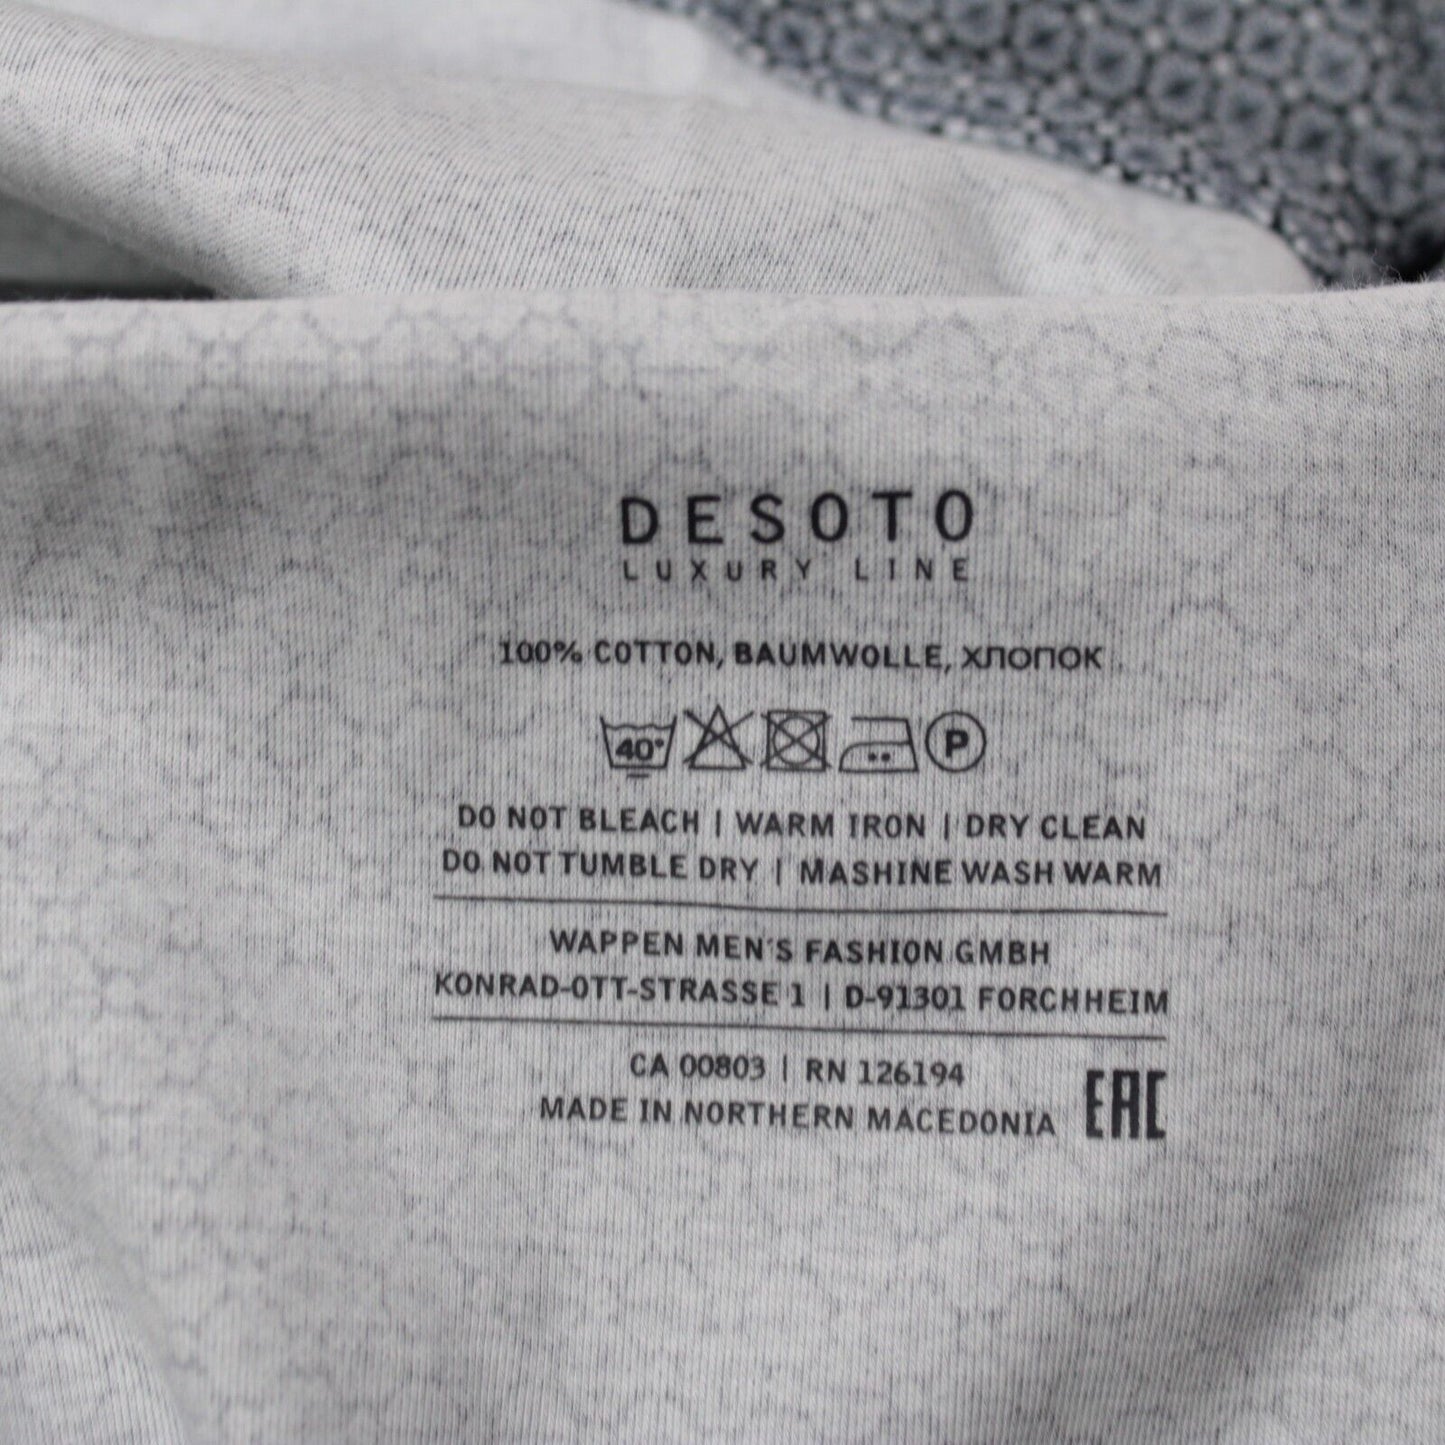 DESOTO
LUXURY LINE
100% COTTON, BAUMWOLLE, ХЛОПОК
40° P
DO NOT BLEACH | WARM IRON | DRY CLEAN
DO NOT TUMBLE DRY | MASHINE WASH WARM
WAPPEN MEN'S FASHION GMBH
KONRAD-OTT-STRASSE 1 | D-91301 FORCHHEIM
CA 00803 | RN 126194
MADE IN NORTHERN MACEDONIA EAC